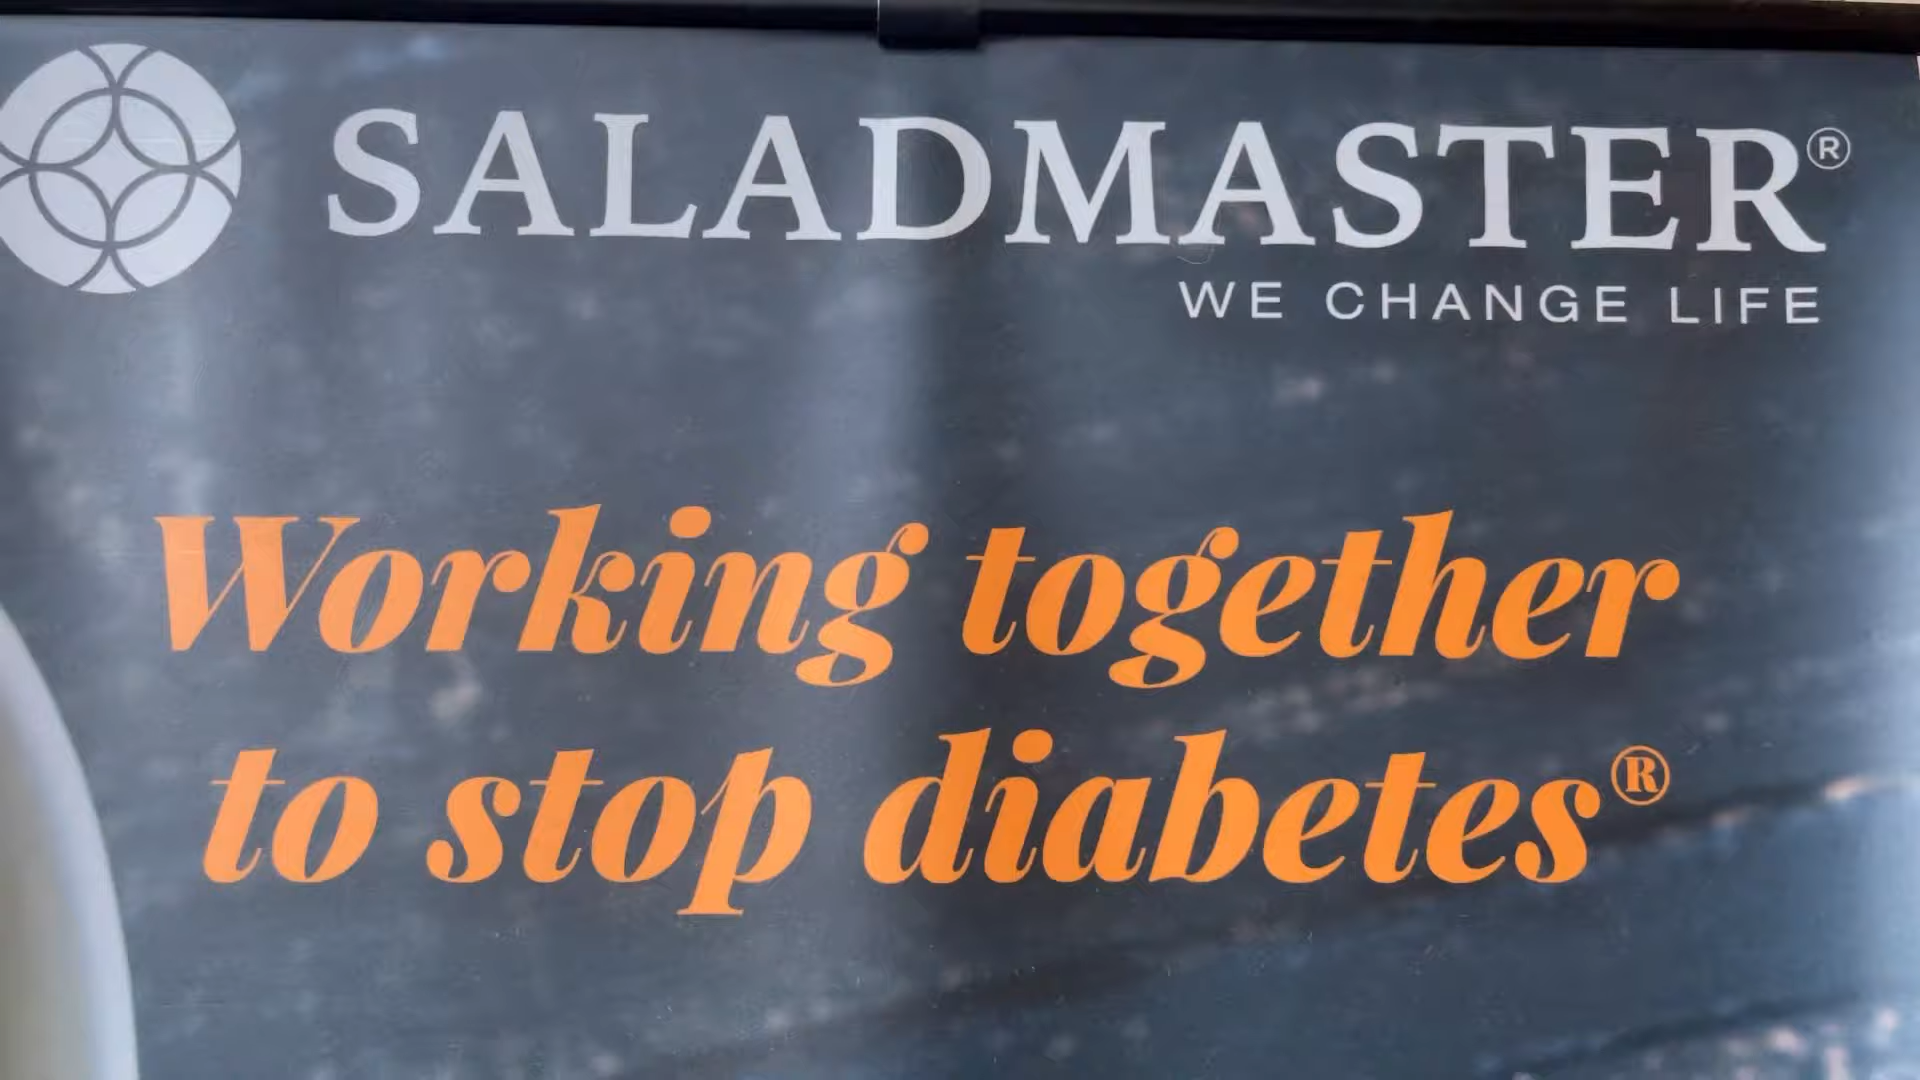 SALADMASTER®
WE CHANGE LIFE
Working together
to stop diabetes®